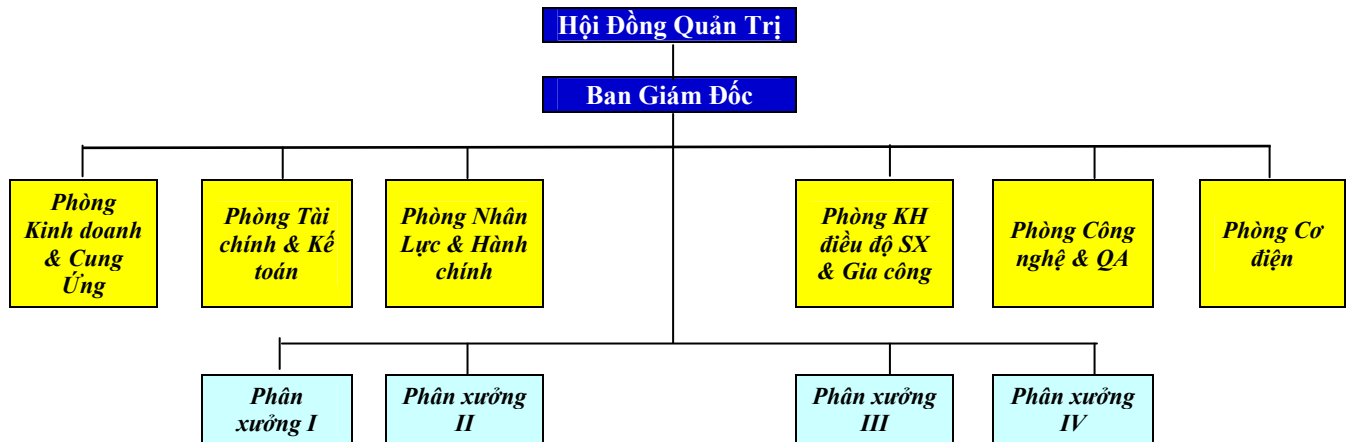 Hội Đồng Quản Trị
Ban Giám Đốc
Phòng
Kinh doanh
& Cung
Ứng
Phòng Tài
chính & Kế
toán
Phòng Nhân
Lực & Hành
chính
Phòng KH
điều độ SX
& Gia công
Phòng Công
nghệ & QA
Phòng Cơ
điện
Phân
xưởng I
Phân xưởng
II
Phân xưởng
III
Phân xưởng
IV